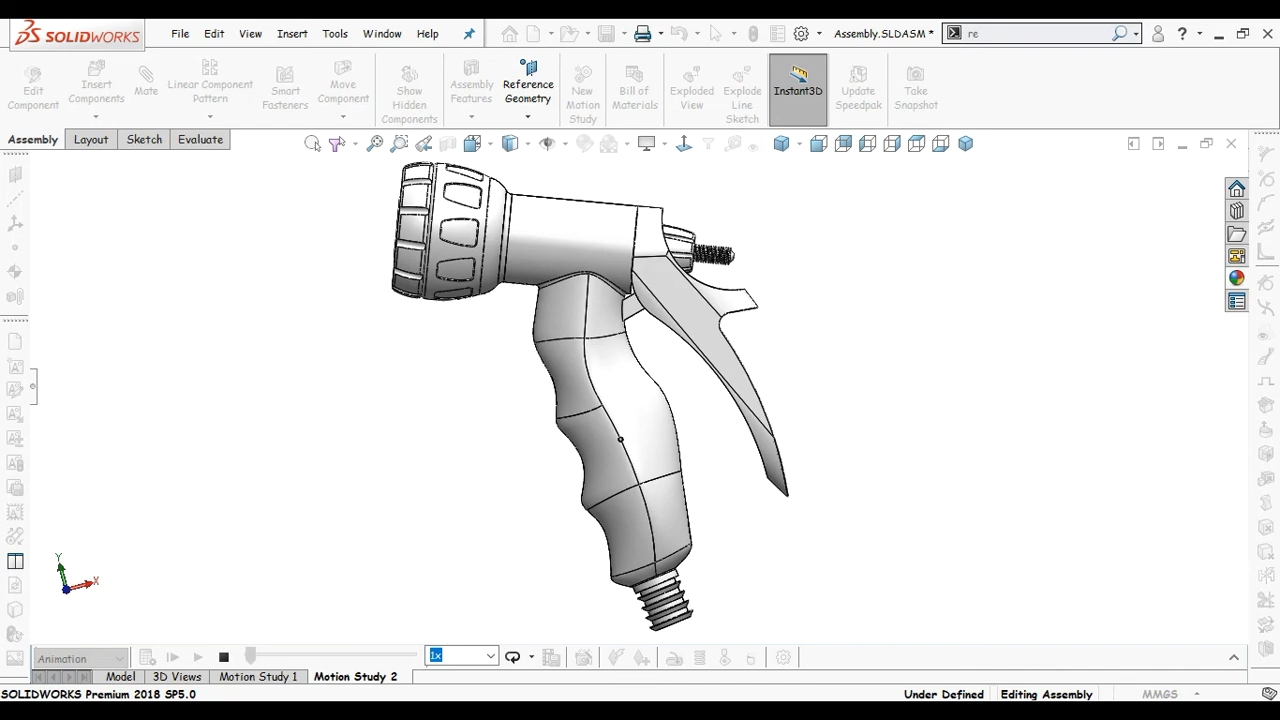 SOLIDWORKS File Edit View Insert Tools Window Help Assembly.SLDASM * re ?
Edit Component
Insert Components
Mate
Linear Component Pattern
Smart Fasteners
Move Component
Show Hidden Components
Assembly Features
Reference Geometry
New Motion Study
Bill of Materials
Exploded View
Explode Line Sketch
Instant3D
Update Speedpak
Take Snapshot
Assembly Layout Sketch Evaluate
Y
X
Animation 1x
Model 3D Views Motion Study 1 Motion Study 2
SOLIDWORKS Premium 2018 SP5.0 Under Defined Editing Assembly MMGS